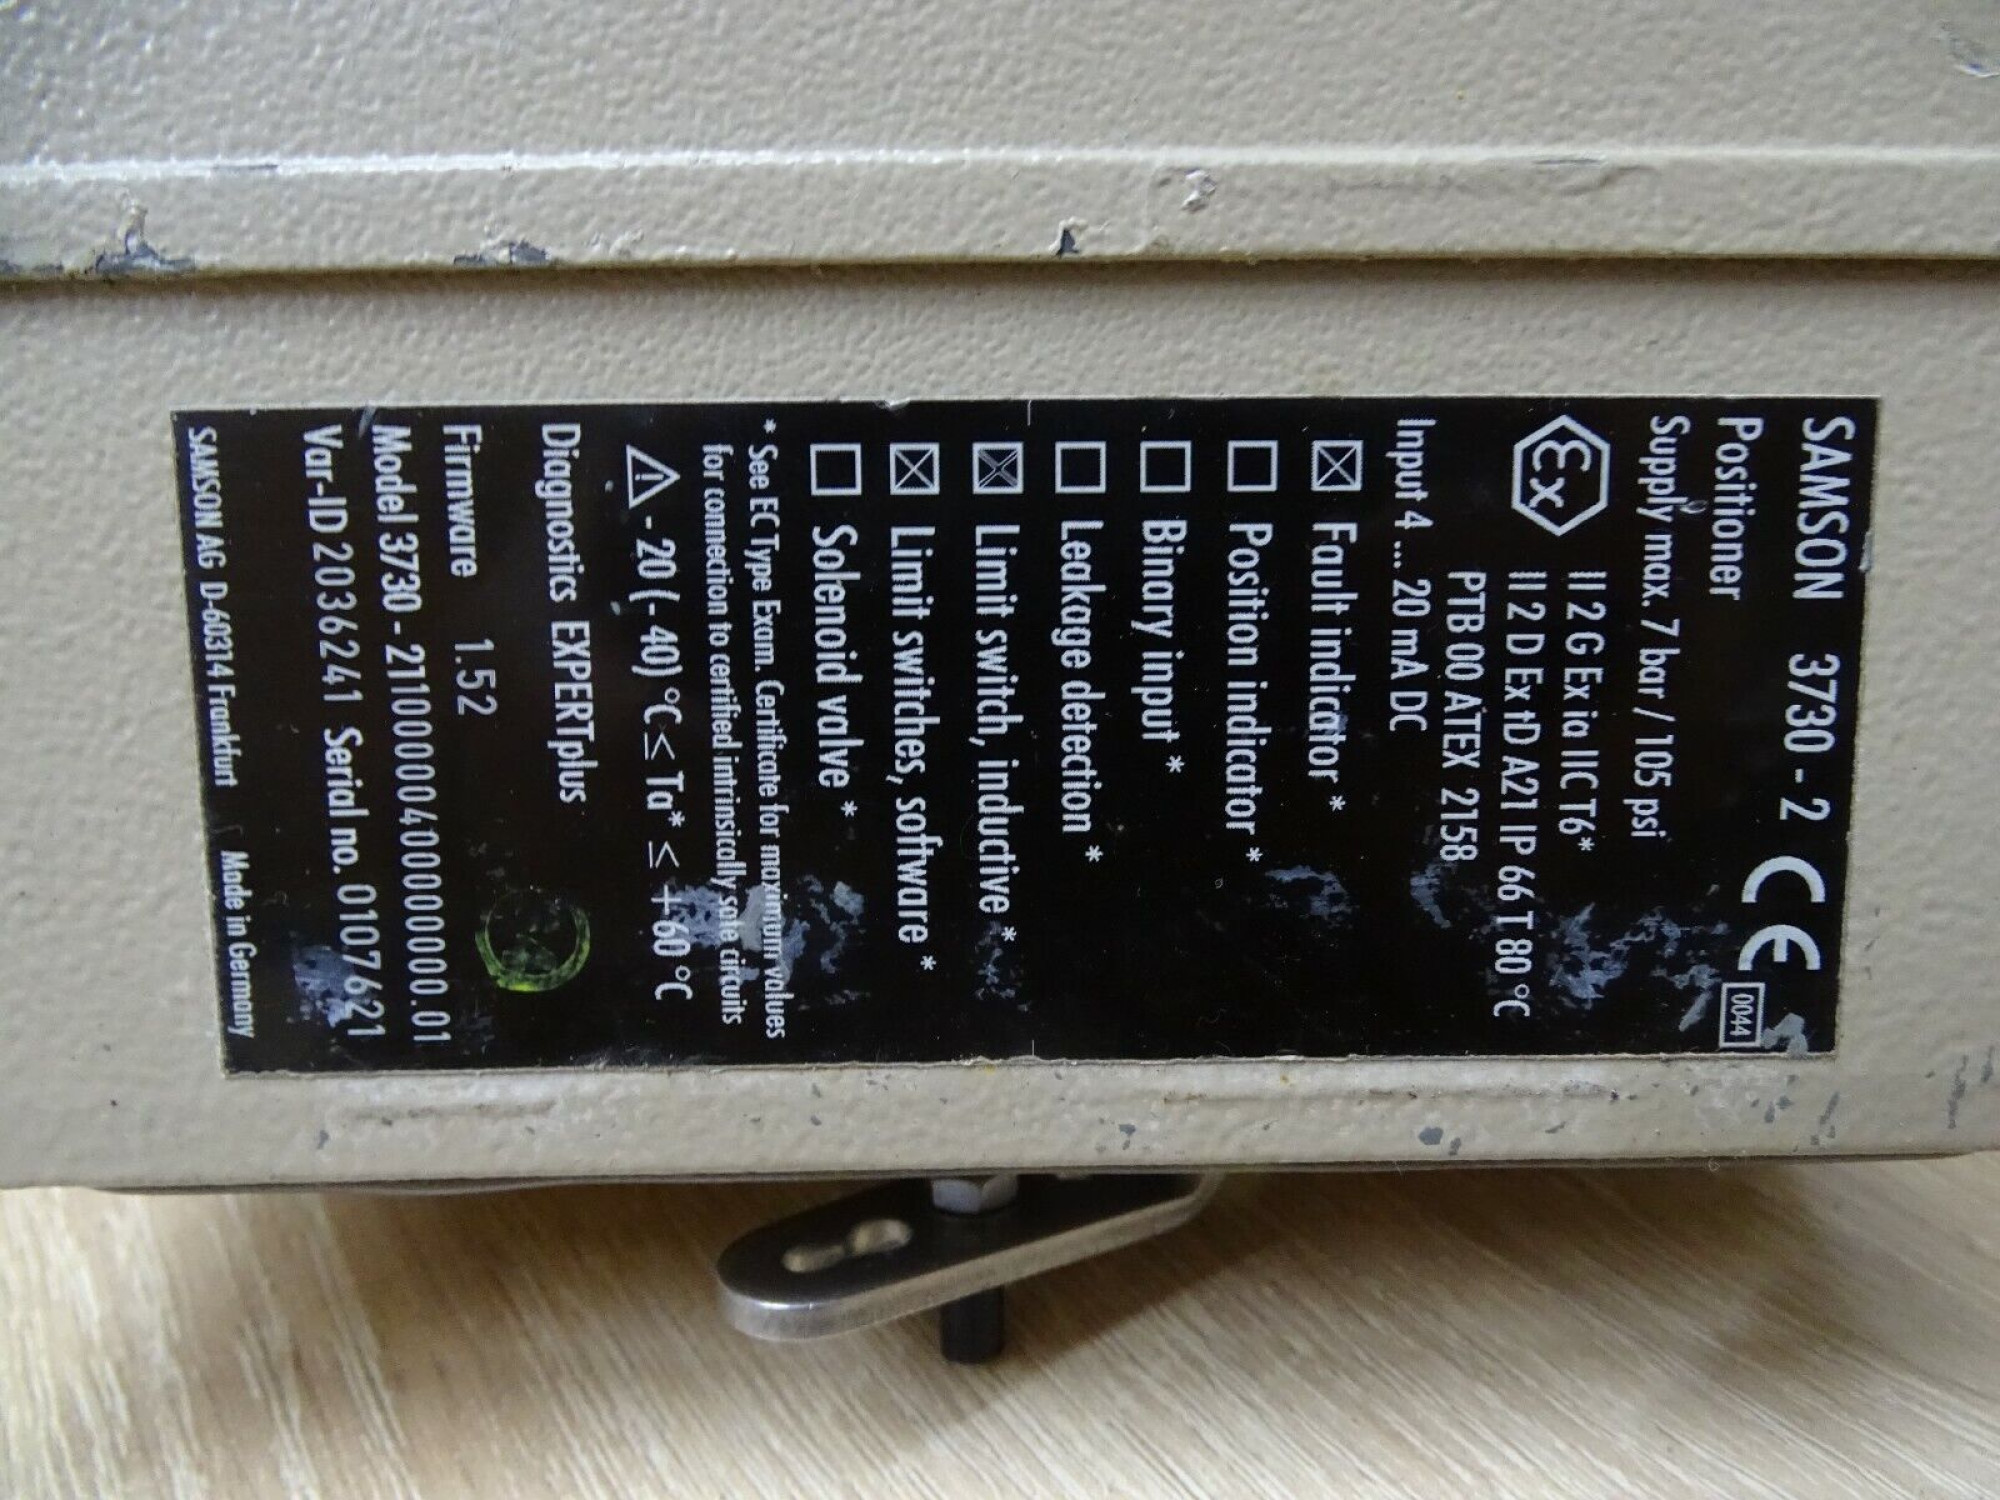 SAMSON 3730 - 2 CE 0044
Positioner
Supply max. 7 bar / 105 psi
Ex II 2 G Ex ia IIC T6*
II 2 D Ex tD A21 IP 66 T 80 °C
PTB 00 ATEX 2158
Input 4 ... 20 mA DC
☒ Fault indicator *
☐ Position indicator *
☐ Binary input *
☐ Leakage detection *
☒ Limit switch, inductive *
☒ Limit switches, software *
☐ Solenoid valve *
* See EC Type Exam. Certificate for maximum values
for connection to certified intrinsically safe circuits
⚠ - 20 (- 40) °C ≤ Ta* ≤ +60 °C
Diagnostics EXPERTplus
Firmware 1.52
Model 3730 - 21100000400000000.01
Var-ID 2036241 Serial no. 0107621
SAMSON AG D-60314 Frankfurt Made in Germany